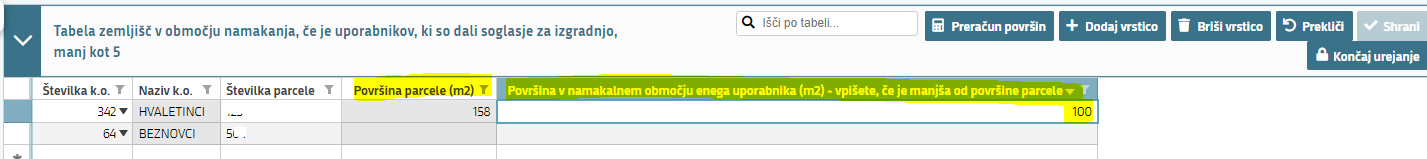 Tabela zemljišč v območju namakanja, če je uporabnikov, ki so dali soglasje za izgradnjo,
manj kot 5
Išči po tabeli...
Preračun površin
Dodaj vrstico
Briši vrstico
Prekliči
Shrani
Končaj urejanje
Številka k.o. Naziv k.o. Številka parcele Površina parcele (m2) Površina v namakalnem območju enega uporabnika (m2) - vpišete, če je manjša od površine parcele
342 HVALETINCI 158 100
64 BEZNOVCI
*